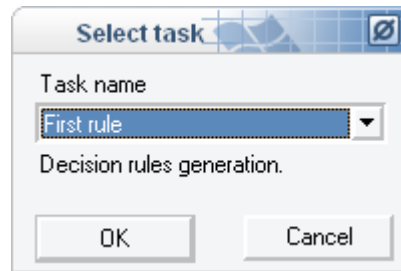 Select task
Task name
First rule
Decision rules generation.
OK
Cancel